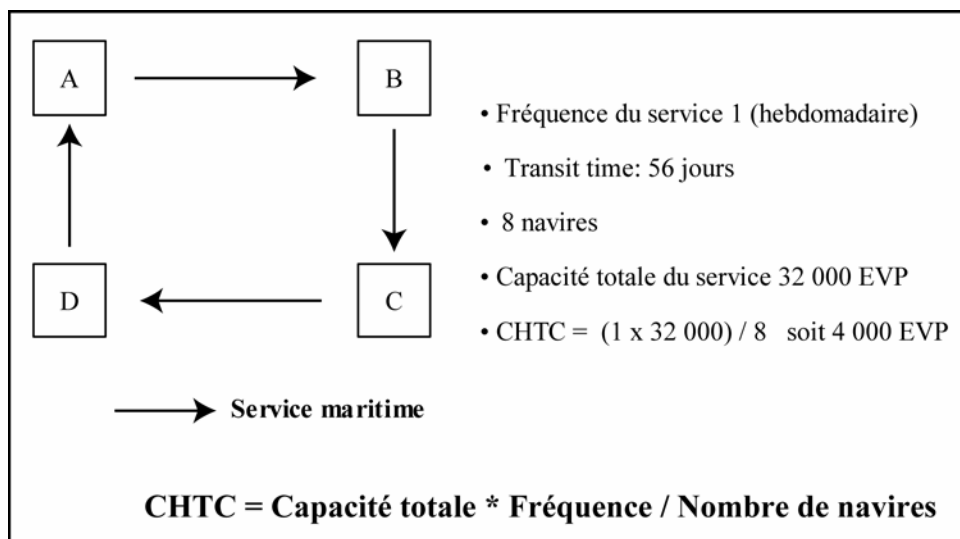 A
B
• Fréquence du service 1 (hebdomadaire)
• Transit time: 56 jours
• 8 navires
D
C
• Capacité totale du service 32 000 EVP
• CHTC = (1 x 32 000) / 8 soit 4 000 EVP
Service maritime
CHTC = Capacité totale * Fréquence / Nombre de navires